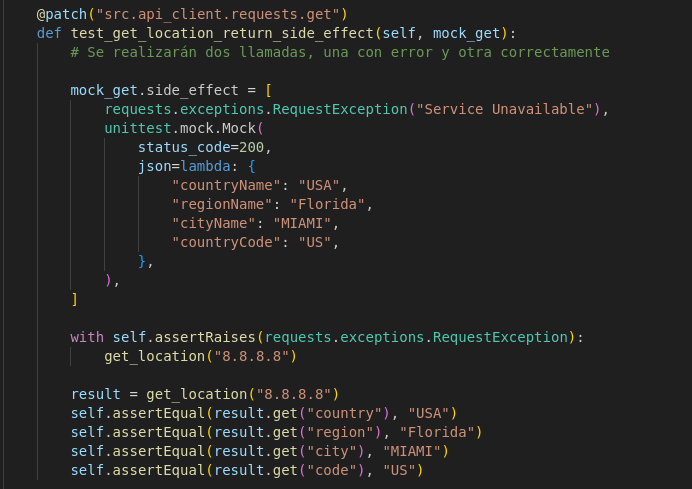 @patch("src.api_client.requests.get")
def test_get_location_return_side_effect(self, mock_get):
    # Se realizarán dos llamadas, una con error y otra correctamente

    mock_get.side_effect = [
        requests.exceptions.RequestException("Service Unavailable"),
        unittest.mock.Mock(
            status_code=200,
            json=lambda: {
                "countryName": "USA",
                "regionName": "Florida",
                "cityName": "MIAMI",
                "countryCode": "US",
            },
        ),
    ]

    with self.assertRaises(requests.exceptions.RequestException):
        get_location("8.8.8.8")

    result = get_location("8.8.8.8")
    self.assertEqual(result.get("country"), "USA")
    self.assertEqual(result.get("region"), "Florida")
    self.assertEqual(result.get("city"), "MIAMI")
    self.assertEqual(result.get("code"), "US")